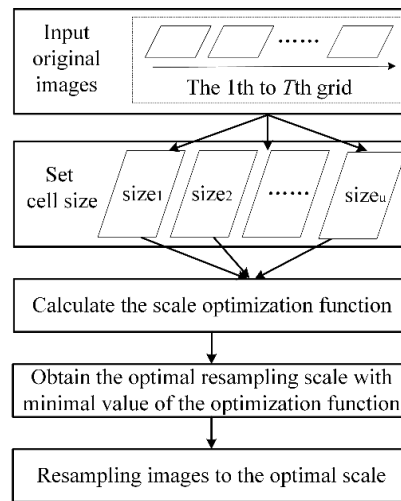 Input
original
images
......
The 1th to Tth grid
Set
cell size
size1 size2 ...... sizeu
Calculate the scale optimization function
Obtain the optimal resampling scale with
minimal value of the optimization function
Resampling images to the optimal scale